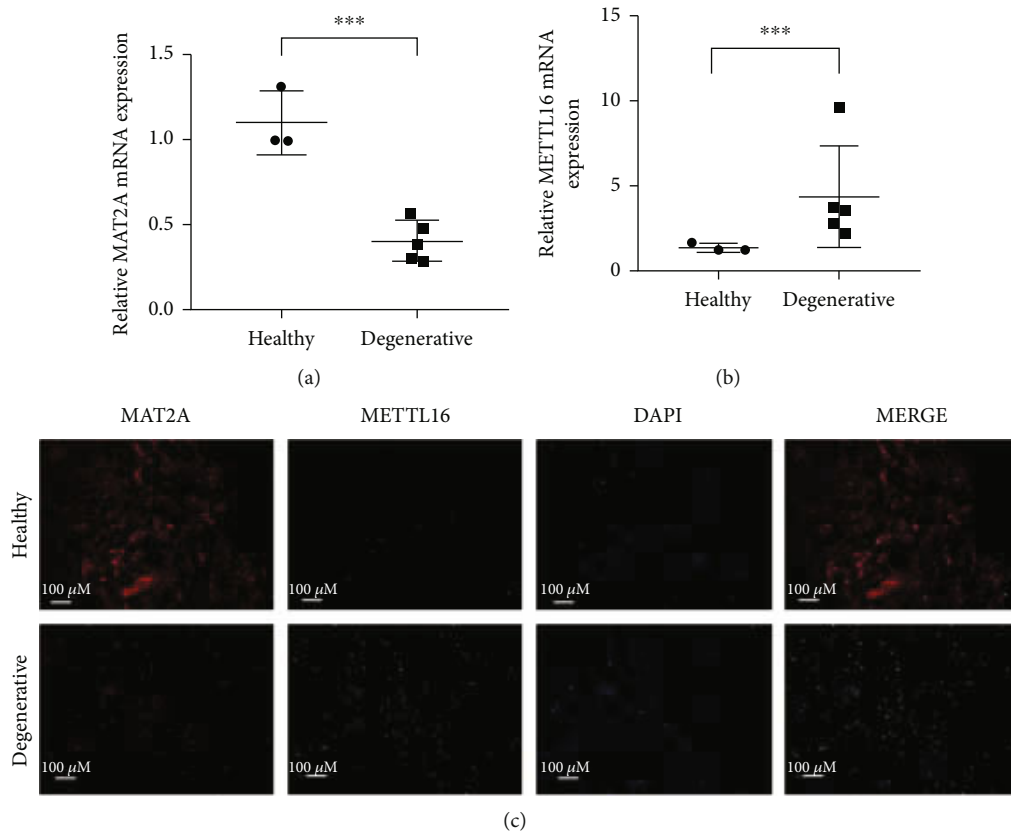 ***
Relative MAT2A mRNA expression
1.5
1.0
0.5
0.0
Healthy
Degenerative
(a)
***
Relative METTL16 mRNA
expression
15
10
5
0
Healthy
Degenerative
(b)
MAT2A
METTL16
DAPI
MERGE
Healthy
100 μM
100 μM
100 μM
100 μM
Degenerative
100 μM
100 μM
100 μM
100 μM
(c)